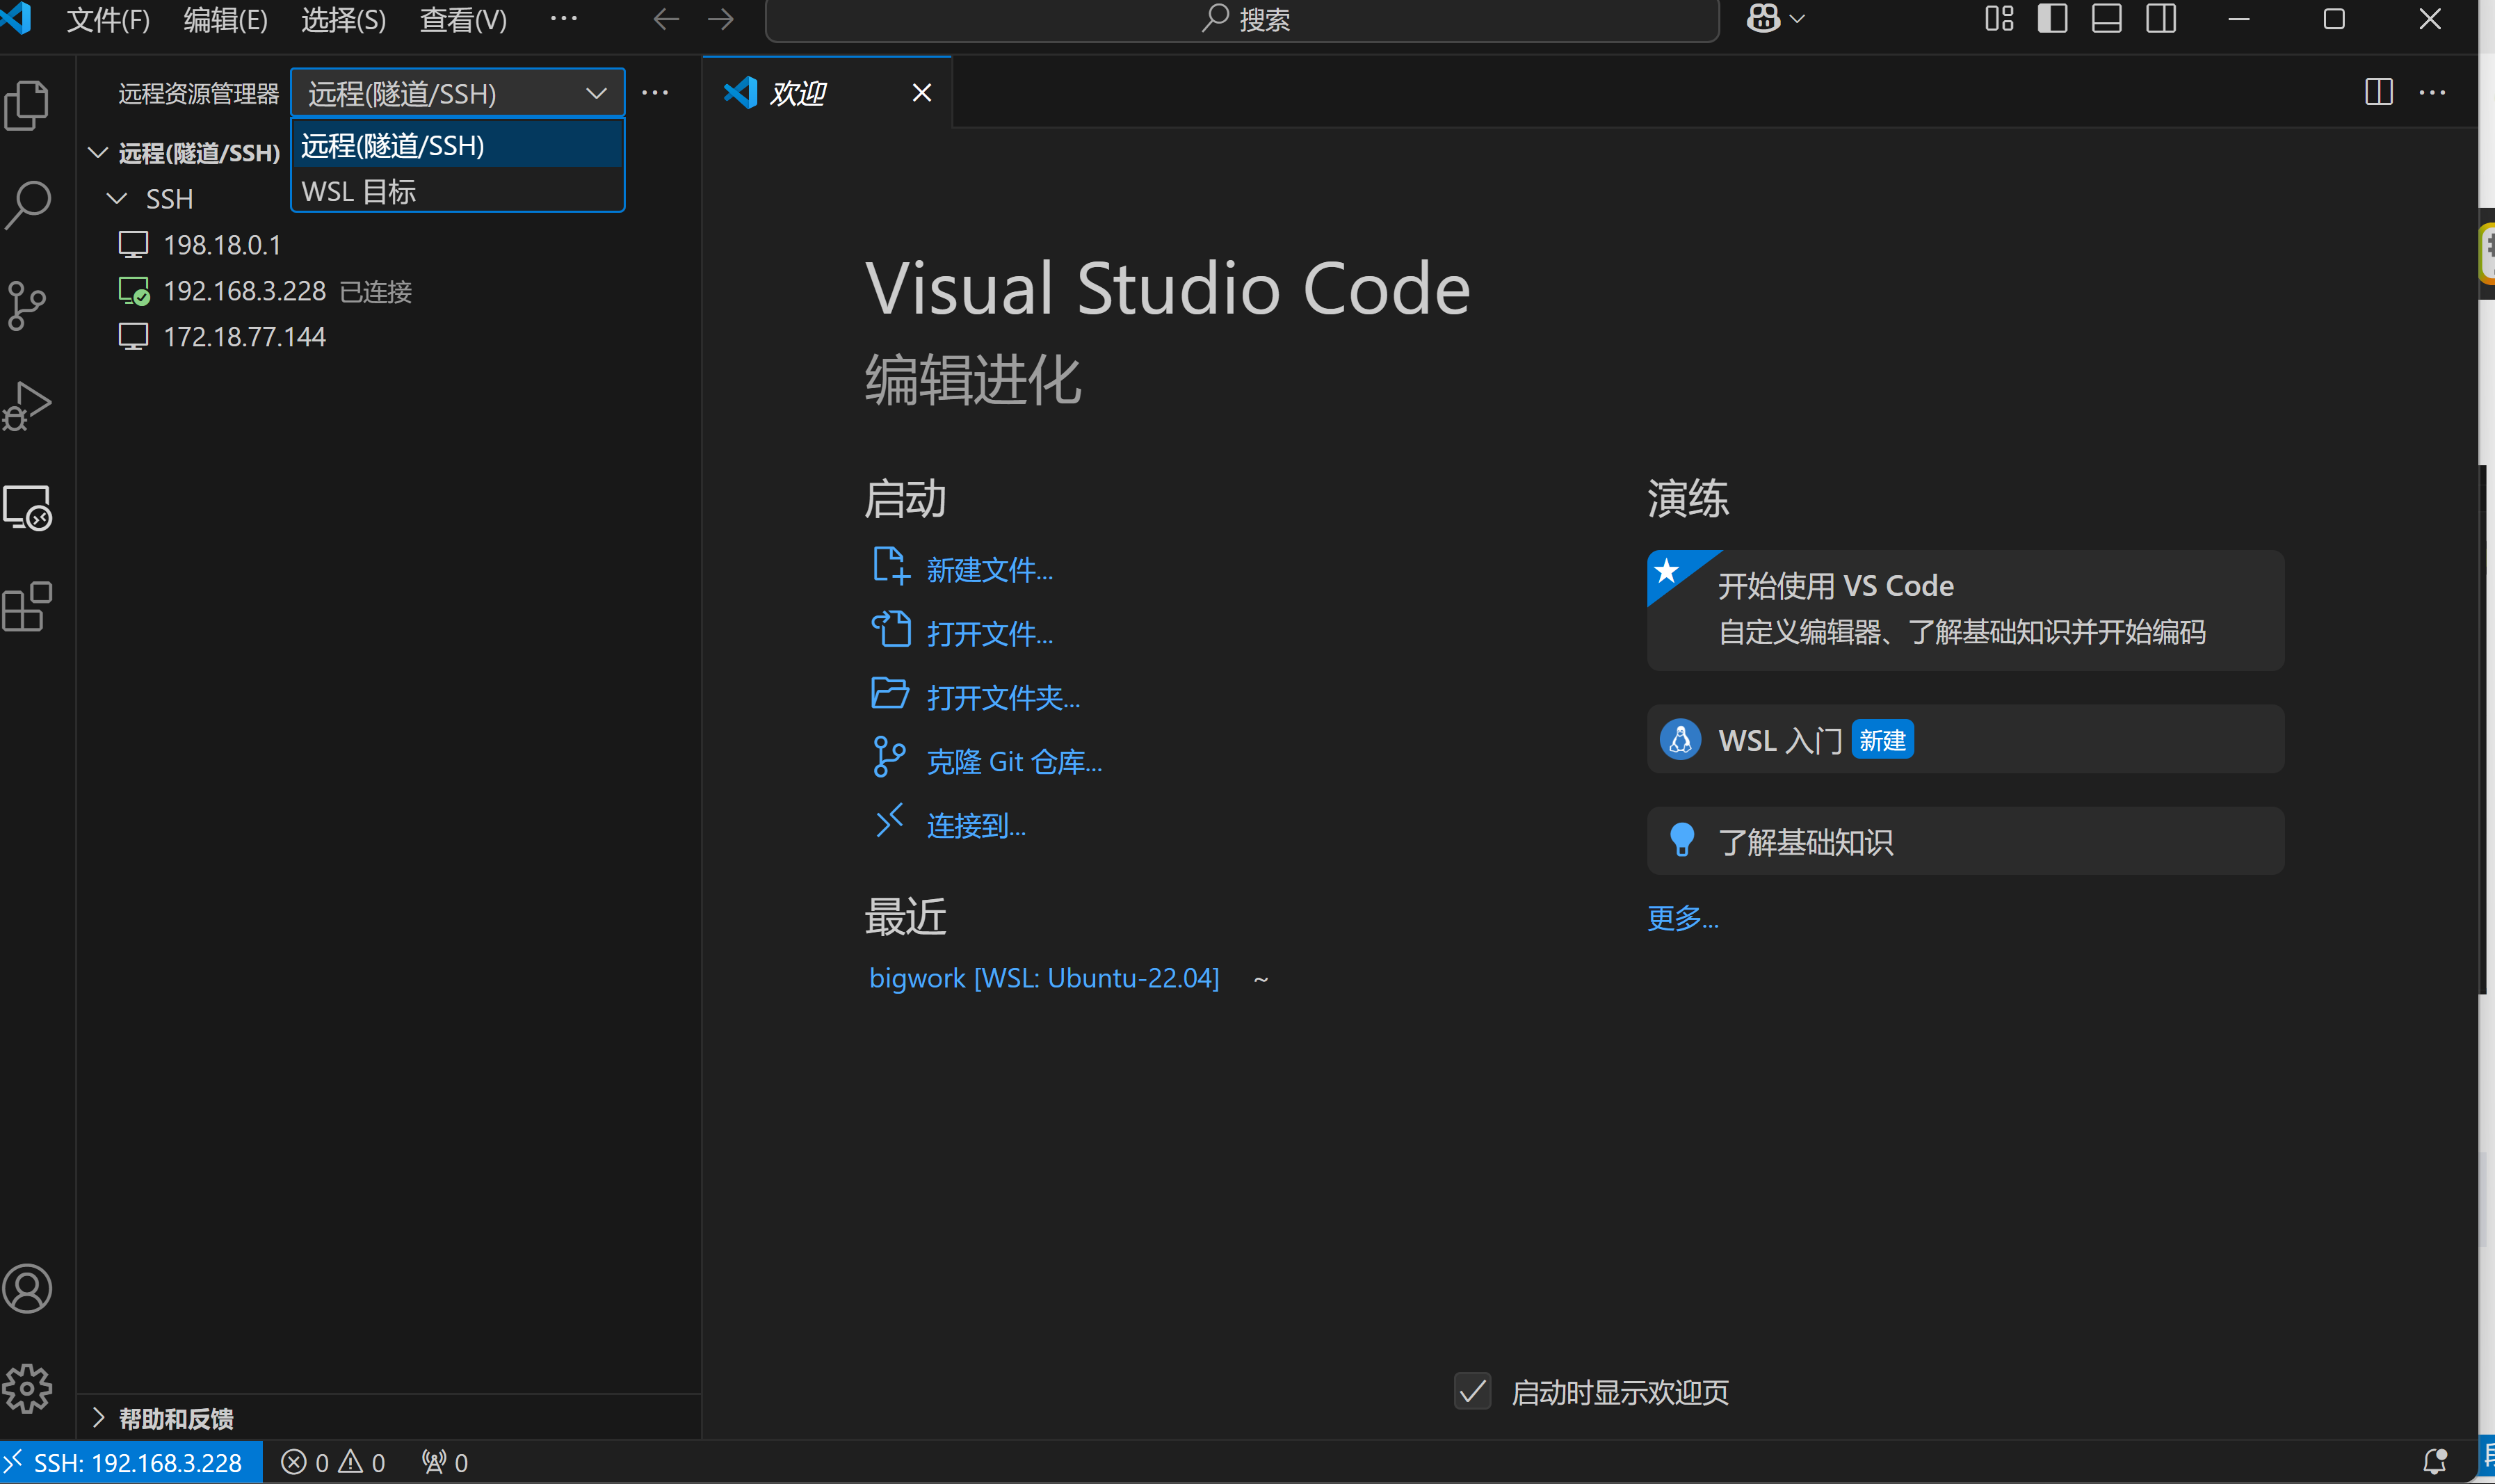 文件(F) 编辑(E) 选择(S) 查看(V) ··· 搜索
远程资源管理器 远程(隧道/SSH) ···
欢迎
远程(隧道/SSH)
WSL 目标
远程(隧道/SSH)
SSH
198.18.0.1
192.168.3.228 已连接
172.18.77.144
Visual Studio Code
编辑进化
启动
新建文件...
打开文件...
打开文件夹...
克隆 Git 仓库...
连接到...
最近
bigwork [WSL: Ubuntu-22.04] ~
演练
开始使用 VS Code
自定义编辑器、了解基础知识并开始编码
WSL 入门 新建
了解基础知识
更多...
启动时显示欢迎页
帮助和反馈
SSH: 192.168.3.228 0 0 0